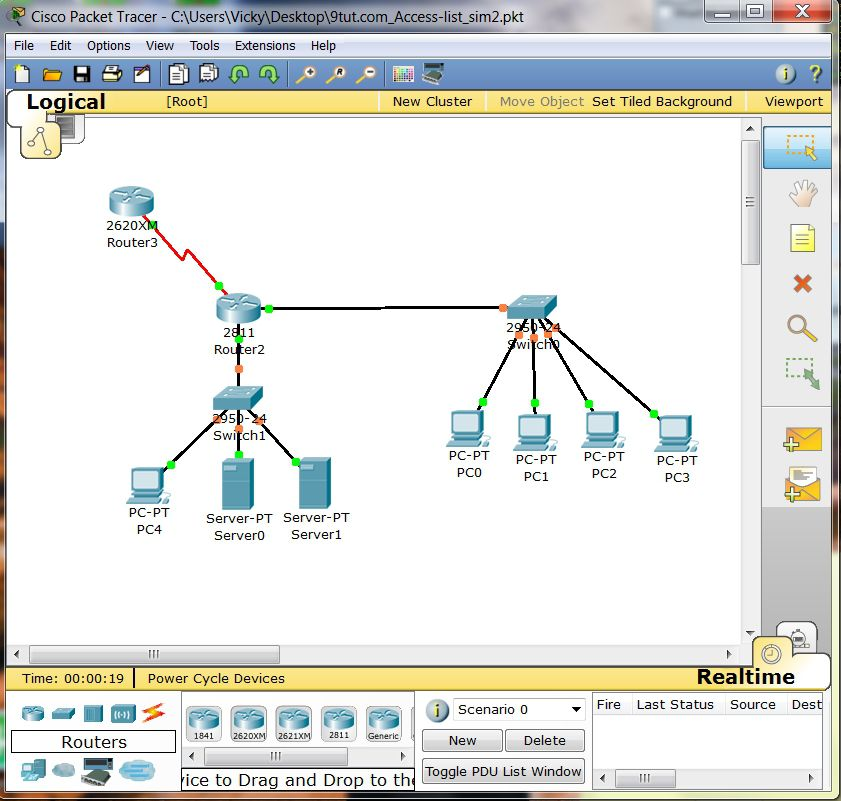 Cisco Packet Tracer - C:\Users\Vicky\Desktop\9tut.com_Access-list_sim2.pkt
File Edit Options View Tools Extensions Help
Logical [Root] New Cluster Move Object Set Tiled Background Viewport
2620XM
Router3
2811
Router2
2950-24
Switch0
2950-24
Switch1
PC-PT
PC0
PC-PT
PC1
PC-PT
PC2
PC-PT
PC3
PC-PT
PC4
Server-PT
Server0
Server-PT
Server1
Realtime
Time: 00:00:19 Power Cycle Devices
Routers
1841 2620XM 2621XM 2811 Generic
vice to Drag and Drop to the
Scenario 0
New Delete
Toggle PDU List Window
Fire Last Status Source Dest